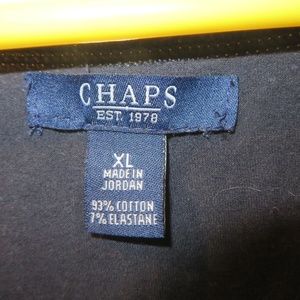 CHAPS
EST. 1978
XL
MADE IN
JORDAN
93% COTTON
7% ELASTANE